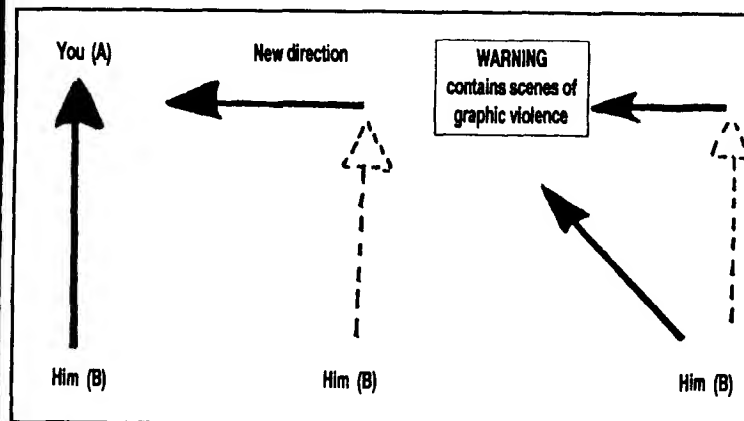 You (A)
New direction
WARNING
contains scenes of
graphic violence
Him (B)
Him (B)
Him (B)